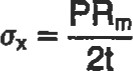 σₓ = PRₘ / 2t